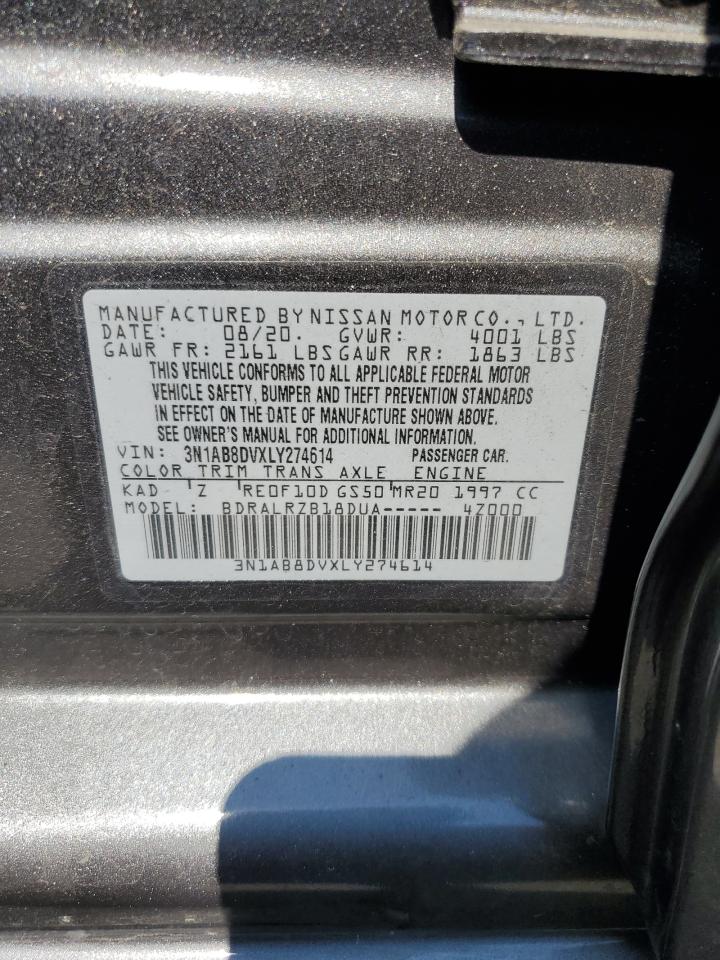 MANUFACTURED BY NISSAN MOTOR CO., LTD.
DATE: 08/20. GVWR: 4001 LBS
GAWR FR: 2161 LBS GAWR RR: 1863 LBS
THIS VEHICLE CONFORMS TO ALL APPLICABLE FEDERAL MOTOR
VEHICLE SAFETY, BUMPER AND THEFT PREVENTION STANDARDS
IN EFFECT ON THE DATE OF MANUFACTURE SHOWN ABOVE.
SEE OWNER'S MANUAL FOR ADDITIONAL INFORMATION.
VIN: 3N1AB8DVXLY274614 PASSENGER CAR.
COLOR TRIM TRANS AXLE ENGINE
KAD Z RE0F10D GS50 MR20 1997 CC
MODEL: BDRALRZB18DUA----- 4Z000
3N1AB8DVXLY274614